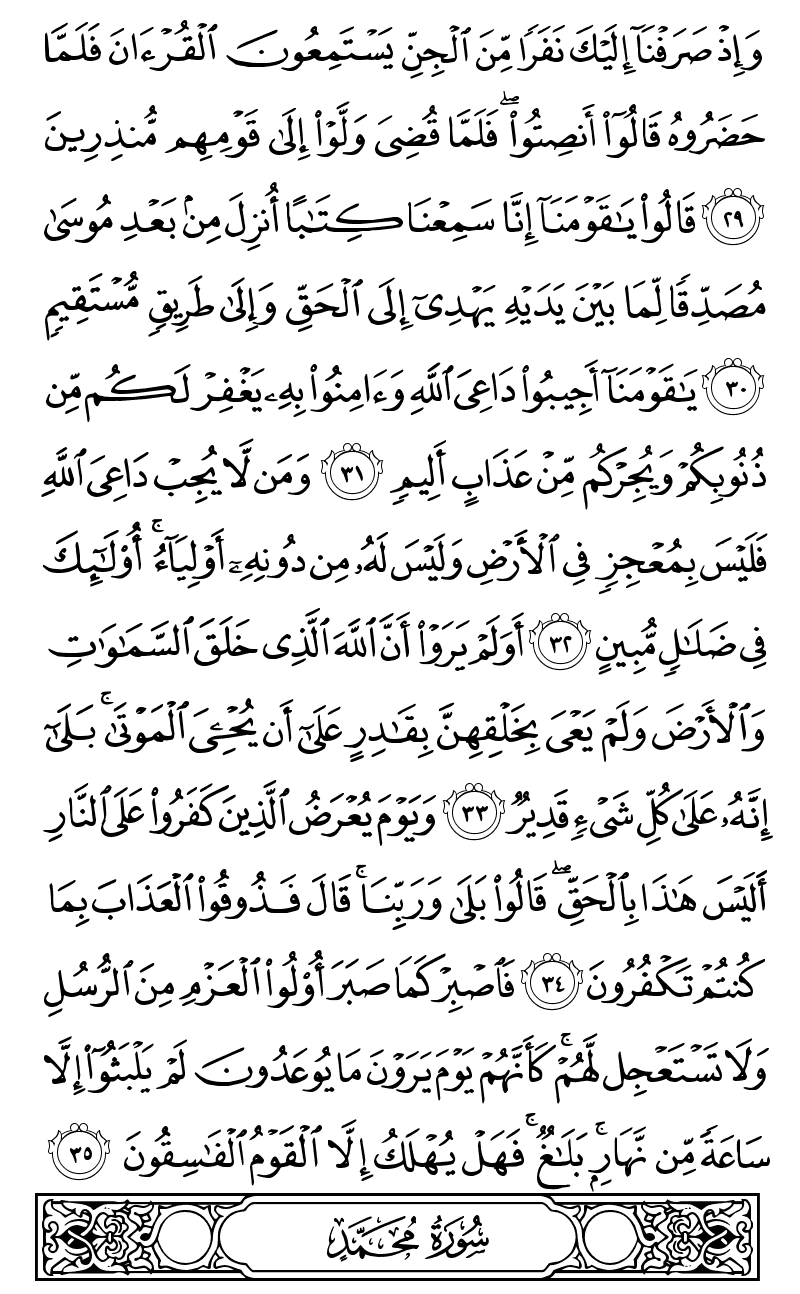 وَإِذْ صَرَفْنَآ إِلَيْكَ نَفَرًا مِّنَ ٱلْجِنِّ يَسْتَمِعُونَ ٱلْقُرْءَانَ فَلَمَّا
حَضَرُوهُ قَالُوٓا۟ أَنصِتُوا۟ ۖ فَلَمَّا قُضِىَ وَلَّوْا۟ إِلَىٰ قَوْمِهِم مُّنذِرِينَ
٢٩ قَالُوا۟ يَـٰقَوْمَنَآ إِنَّا سَمِعْنَا كِتَـٰبًا أُنزِلَ مِنۢ بَعْدِ مُوسَىٰ
مُصَدِّقًا لِّمَا بَيْنَ يَدَيْهِ يَهْدِىٓ إِلَى ٱلْحَقِّ وَإِلَىٰ طَرِيقٍ مُّسْتَقِيمٍ
٣٠ يَـٰقَوْمَنَآ أَجِيبُوا۟ دَاعِىَ ٱللَّهِ وَءَامِنُوا۟ بِهِۦ يَغْفِرْ لَكُم مِّن
ذُنُوبِكُمْ وَيُجِرْكُم مِّنْ عَذَابٍ أَلِيمٍ ٣١ وَمَن لَّا يُجِبْ دَاعِىَ ٱللَّهِ
فَلَيْسَ بِمُعْجِزٍ فِى ٱلْأَرْضِ وَلَيْسَ لَهُۥ مِن دُونِهِۦٓ أَوْلِيَآءُ ۚ أُو۟لَـٰٓئِكَ
فِى ضَلَـٰلٍ مُّبِينٍ ٣٢ أَوَلَمْ يَرَوْا۟ أَنَّ ٱللَّهَ ٱلَّذِى خَلَقَ ٱلسَّمَـٰوَٰتِ
وَٱلْأَرْضَ وَلَمْ يَعْىَ بِخَلْقِهِنَّ بِقَـٰدِرٍ عَلَىٰٓ أَن يُحْـِۧىَ ٱلْمَوْتَىٰ ۚ بَلَىٰٓ
إِنَّهُۥ عَلَىٰ كُلِّ شَىْءٍ قَدِيرٌ ٣٣ وَيَوْمَ يُعْرَضُ ٱلَّذِينَ كَفَرُوا۟ عَلَى ٱلنَّارِ
أَلَيْسَ هَـٰذَا بِٱلْحَقِّ ۖ قَالُوا۟ بَلَىٰ وَرَبِّنَا ۚ قَالَ فَذُوقُوا۟ ٱلْعَذَابَ بِمَا
كُنتُمْ تَكْفُرُونَ ٣٤ فَٱصْبِرْ كَمَا صَبَرَ أُو۟لُوا۟ ٱلْعَزْمِ مِنَ ٱلرُّسُلِ
وَلَا تَسْتَعْجِل لَّهُمْ ۚ كَأَنَّهُمْ يَوْمَ يَرَوْنَ مَا يُوعَدُونَ لَمْ يَلْبَثُوٓا۟ إِلَّا
سَاعَةً مِّن نَّهَارٍۭ ۚ بَلَـٰغٌ ۚ فَهَلْ يُهْلَكُ إِلَّا ٱلْقَوْمُ ٱلْفَـٰسِقُونَ ٣٥
سُورَةُ مُحَمَّدٍ